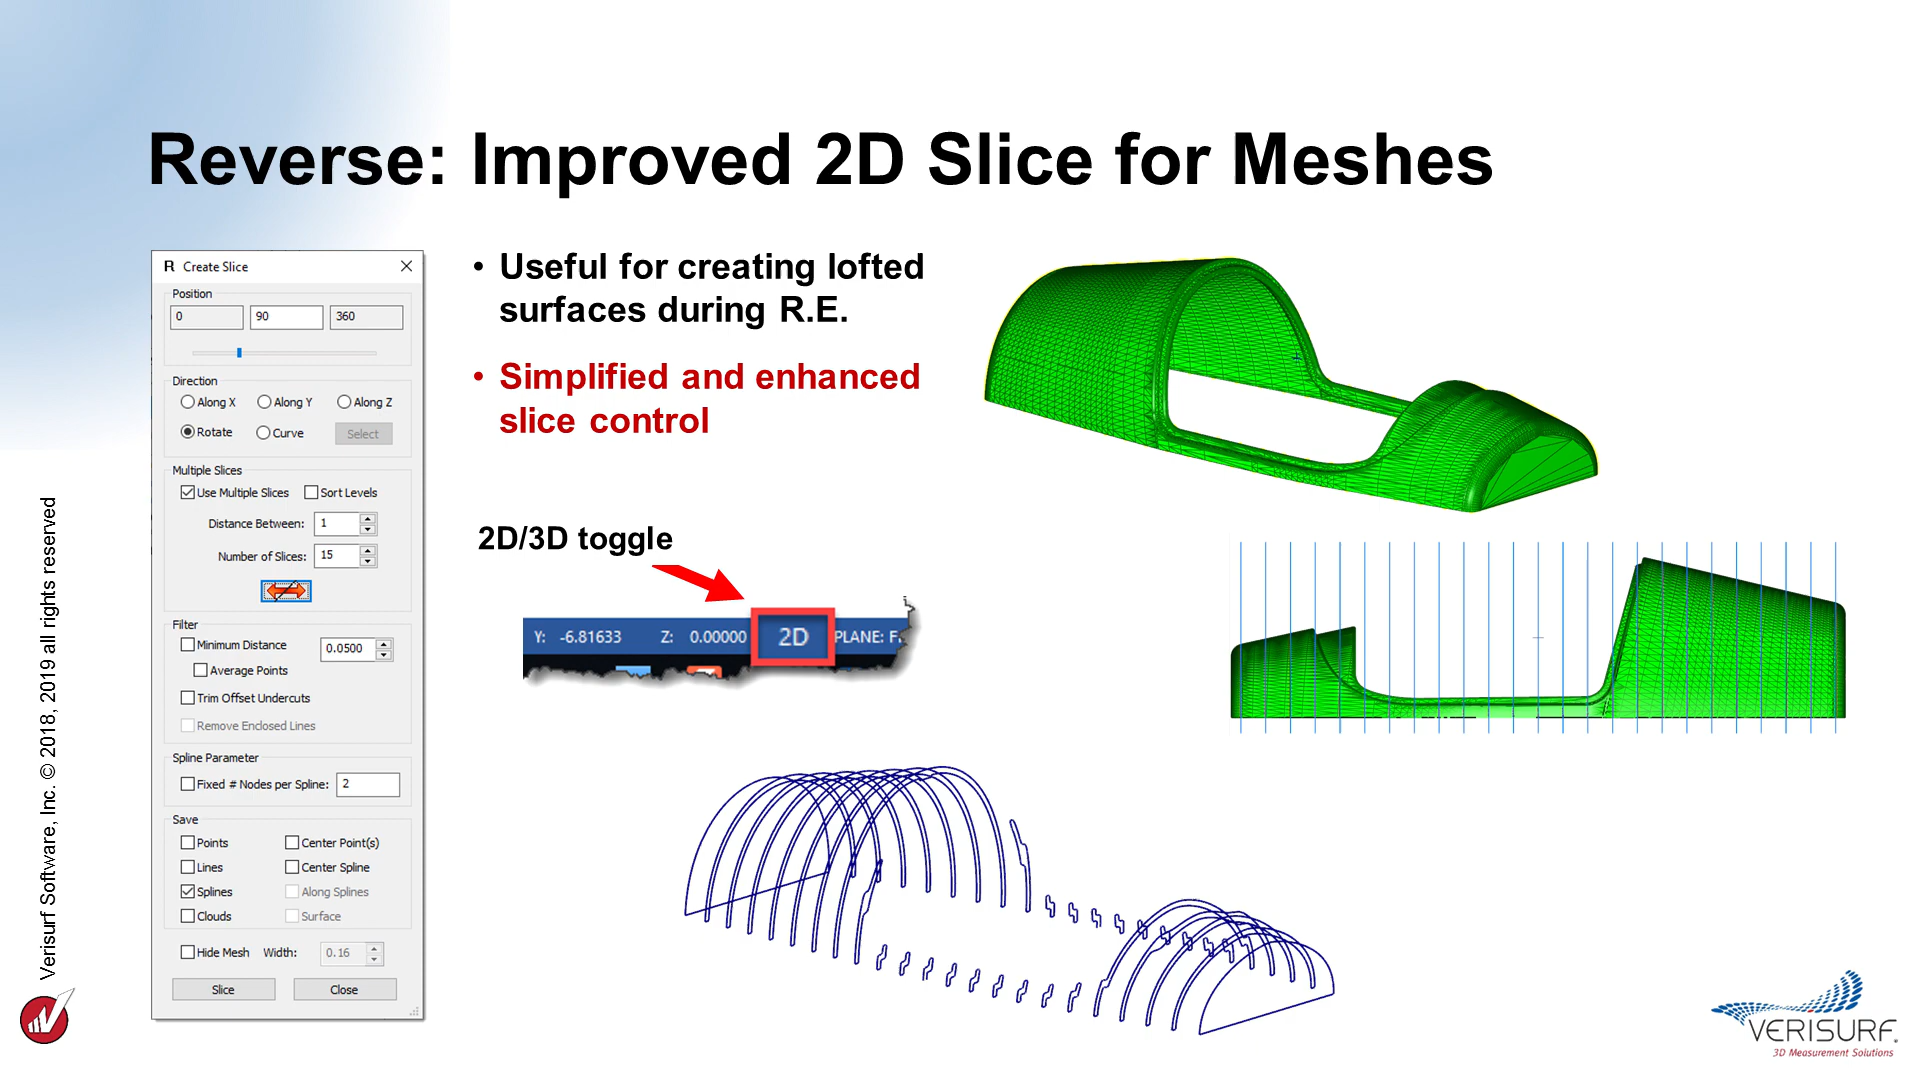 Reverse: Improved 2D Slice for Meshes
R Create Slice
Position
0 90 360
Direction
Along X Along Y Along Z
Rotate Curve Select
Multiple Slices
Use Multiple Slices Sort Levels
Distance Between: 1
Number of Slices: 15
Filter
Minimum Distance 0.0500
Average Points
Trim Offset Undercuts
Remove Enclosed Lines
Spline Parameter
Fixed # Nodes per Spline: 2
Save
Points Center Point(s)
Lines Center Spline
Splines Along Splines
Clouds Surface
Hide Mesh Width: 0.16
Slice Close
• Useful for creating lofted
surfaces during R.E.
• Simplified and enhanced
slice control
2D/3D toggle
Y: -6.81633 Z: 0.00000 2D PLANE:
Verisurf Software, Inc. © 2018, 2019 all rights reserved
VERISURF
3D Measurement Solutions